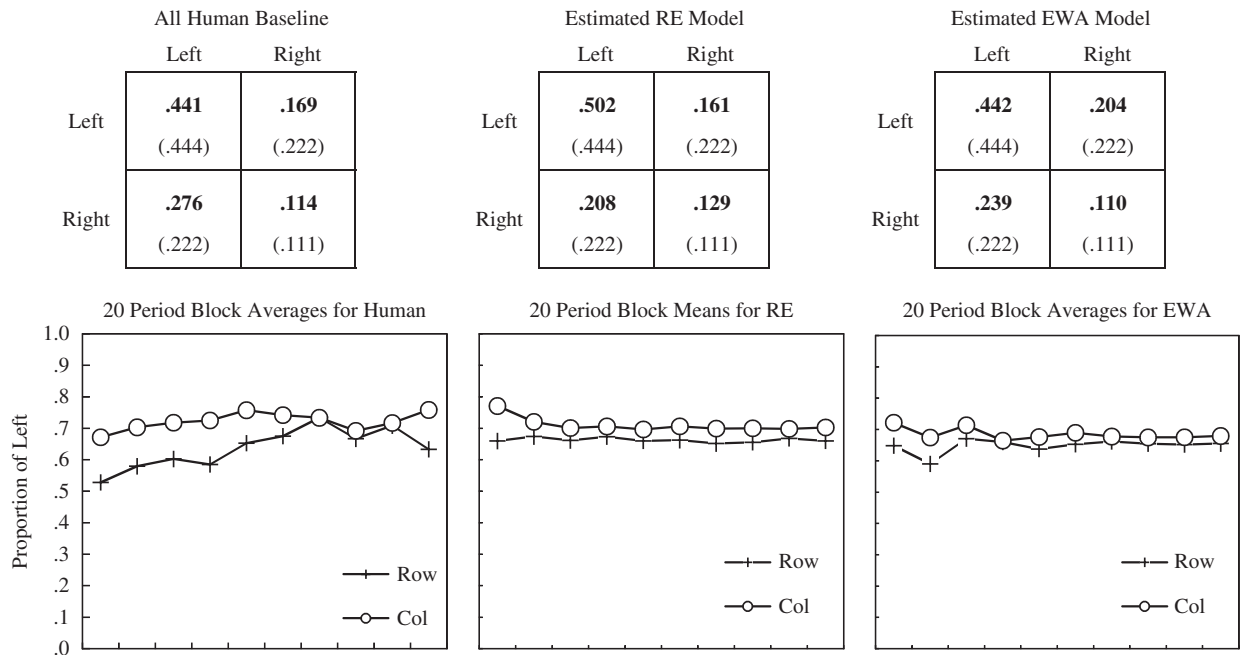 All Human Baseline
Left Right
Left .441 .169
(.444) (.222)
Right .276 .114
(.222) (.111)
Estimated RE Model
Left Right
Left .502 .161
(.444) (.222)
Right .208 .129
(.222) (.111)
Estimated EWA Model
Left Right
Left .442 .204
(.444) (.222)
Right .239 .110
(.222) (.111)
20 Period Block Averages for Human
Proportion of Left
1.0
.9
.8
.7
.6
.5
.4
.3
.2
.1
.0
Row
Col
20 Period Block Means for RE
Row
Col
20 Period Block Averages for EWA
Row
Col